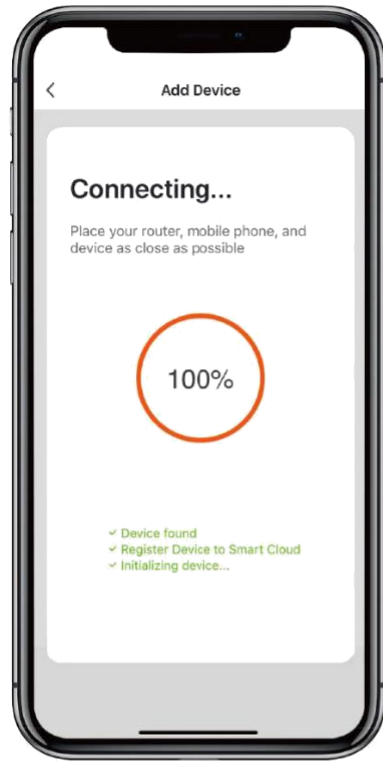 Add Device
Connecting...
Place your router, mobile phone, and
device as close as possible
100%
✓ Device found
✓ Register Device to Smart Cloud
✓ Initializing device...